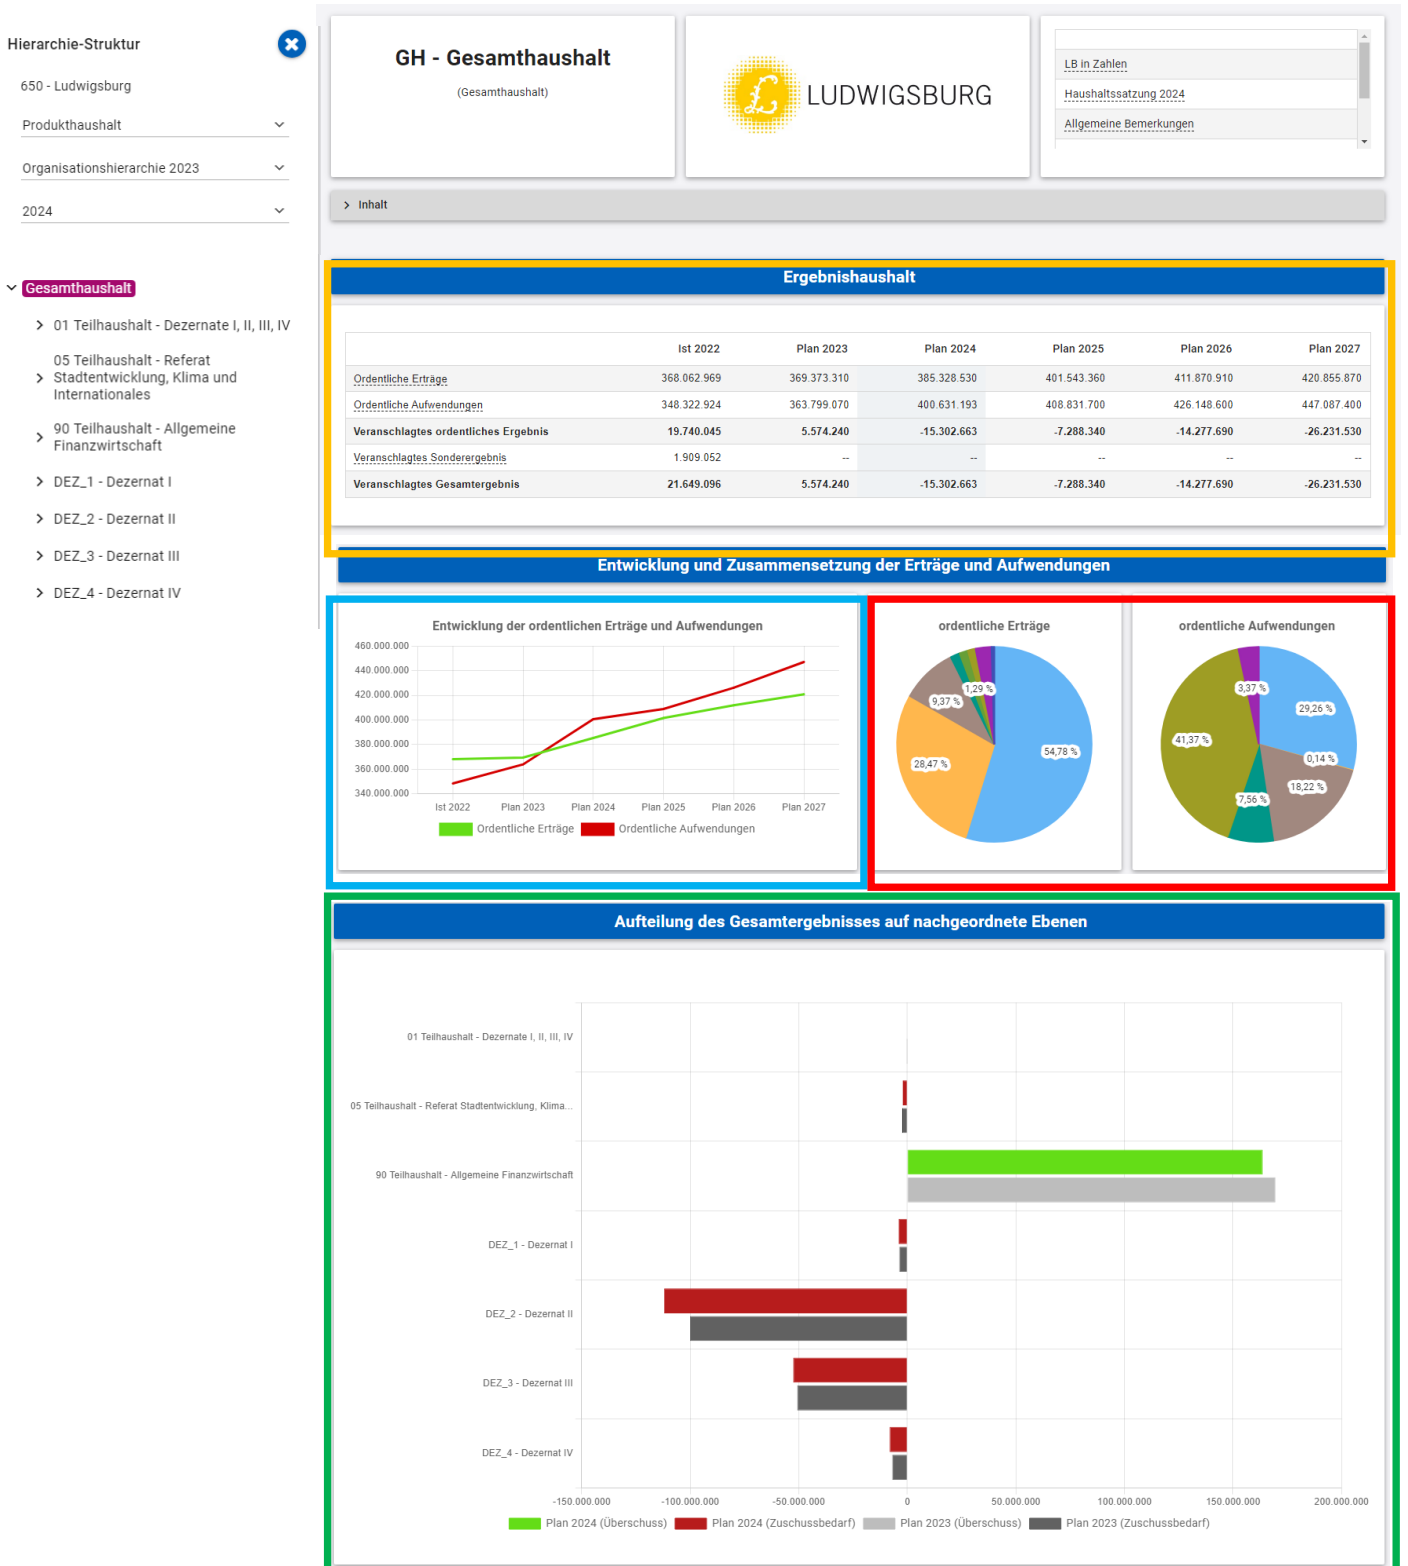 Hierarchie-Struktur
650 - Ludwigsburg
Produkthaushalt
Organisationshierarchie 2023
2024
Gesamthaushalt
01 Teilhaushalt - Dezernate I, II, III, IV
05 Teilhaushalt - Referat
Stadtentwicklung, Klima und
Internationales
90 Teilhaushalt - Allgemeine
Finanzwirtschaft
DEZ_1 - Dezernat I
DEZ_2 - Dezernat II
DEZ_3 - Dezernat III
DEZ_4 - Dezernat IV
GH - Gesamthaushalt
(Gesamthaushalt)
LUDWIGSBURG
LB in Zahlen
Haushaltssatzung 2024
Allgemeine Bemerkungen
Inhalt
Ergebnishaushalt
Ist 2022 Plan 2023 Plan 2024 Plan 2025 Plan 2026 Plan 2027
Ordentliche Erträge 368.062.969 369.373.310 385.328.530 401.543.360 411.870.910 420.855.870
Ordentliche Aufwendungen 348.322.924 363.799.070 400.631.193 408.831.700 426.148.600 447.087.400
Veranschlagtes ordentliches Ergebnis 19.740.045 5.574.240 -15.302.663 -7.288.340 -14.277.690 -26.231.530
Veranschlagtes Sonderergebnis 1.909.052 -- -- -- -- --
Veranschlagtes Gesamtergebnis 21.649.096 5.574.240 -15.302.663 -7.288.340 -14.277.690 -26.231.530
Entwicklung und Zusammensetzung der Erträge und Aufwendungen
Entwicklung der ordentlichen Erträge und Aufwendungen
460.000.000
440.000.000
420.000.000
400.000.000
380.000.000
360.000.000
340.000.000
Ist 2022 Plan 2023 Plan 2024 Plan 2025 Plan 2026 Plan 2027
Ordentliche Erträge Ordentliche Aufwendungen
ordentliche Erträge
1,29 %
9,37 %
54,78 %
28,47 %
ordentliche Aufwendungen
3,37 %
29,26 %
41,37 %
0,14 %
18,22 %
7,56 %
Aufteilung des Gesamtergebnisses auf nachgeordnete Ebenen
01 Teilhaushalt - Dezernate I, II, III, IV
05 Teilhaushalt - Referat Stadtentwicklung, Klima...
90 Teilhaushalt - Allgemeine Finanzwirtschaft
DEZ_1 - Dezernat I
DEZ_2 - Dezernat II
DEZ_3 - Dezernat III
DEZ_4 - Dezernat IV
-150.000.000 -100.000.000 -50.000.000 0 50.000.000 100.000.000 150.000.000 200.000.000
Plan 2024 (Überschuss) Plan 2024 (Zuschussbedarf) Plan 2023 (Überschuss) Plan 2023 (Zuschussbedarf)